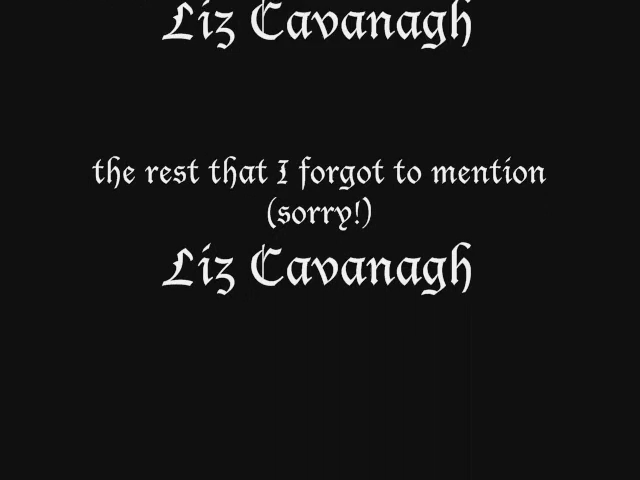 Liz Cavanagh
the rest that I forgot to mention
(sorry!)
Liz Cavanagh